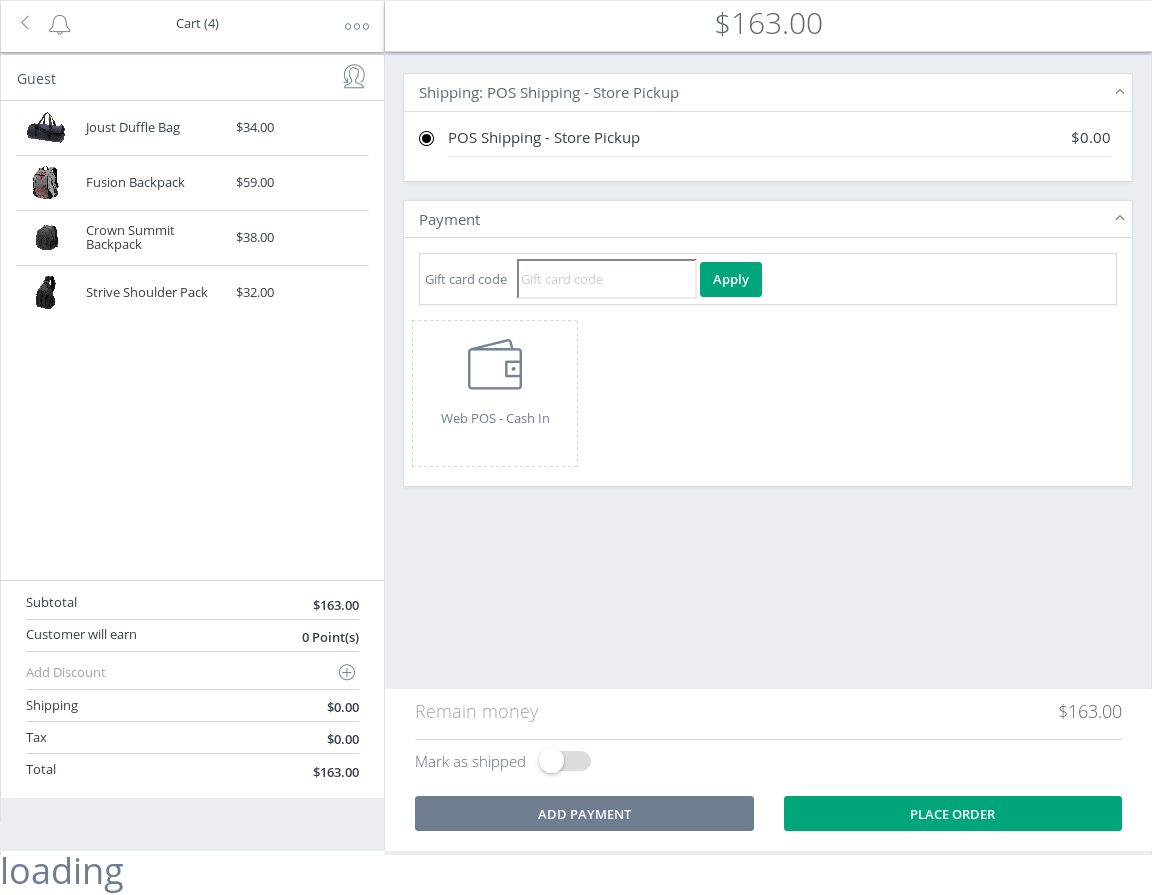 Cart (4)
$163.00
Guest
Joust Duffle Bag $34.00
Fusion Backpack $59.00
Crown Summit
Backpack
$38.00
Strive Shoulder Pack $32.00
Subtotal $163.00
Customer will earn 0 Point(s)
Add Discount
Shipping $0.00
Tax $0.00
Total $163.00
Shipping: POS Shipping - Store Pickup
POS Shipping - Store Pickup $0.00
Payment
Gift card code Gift card code Apply
Web POS - Cash In
Remain money $163.00
Mark as shipped
ADD PAYMENT PLACE ORDER
loading